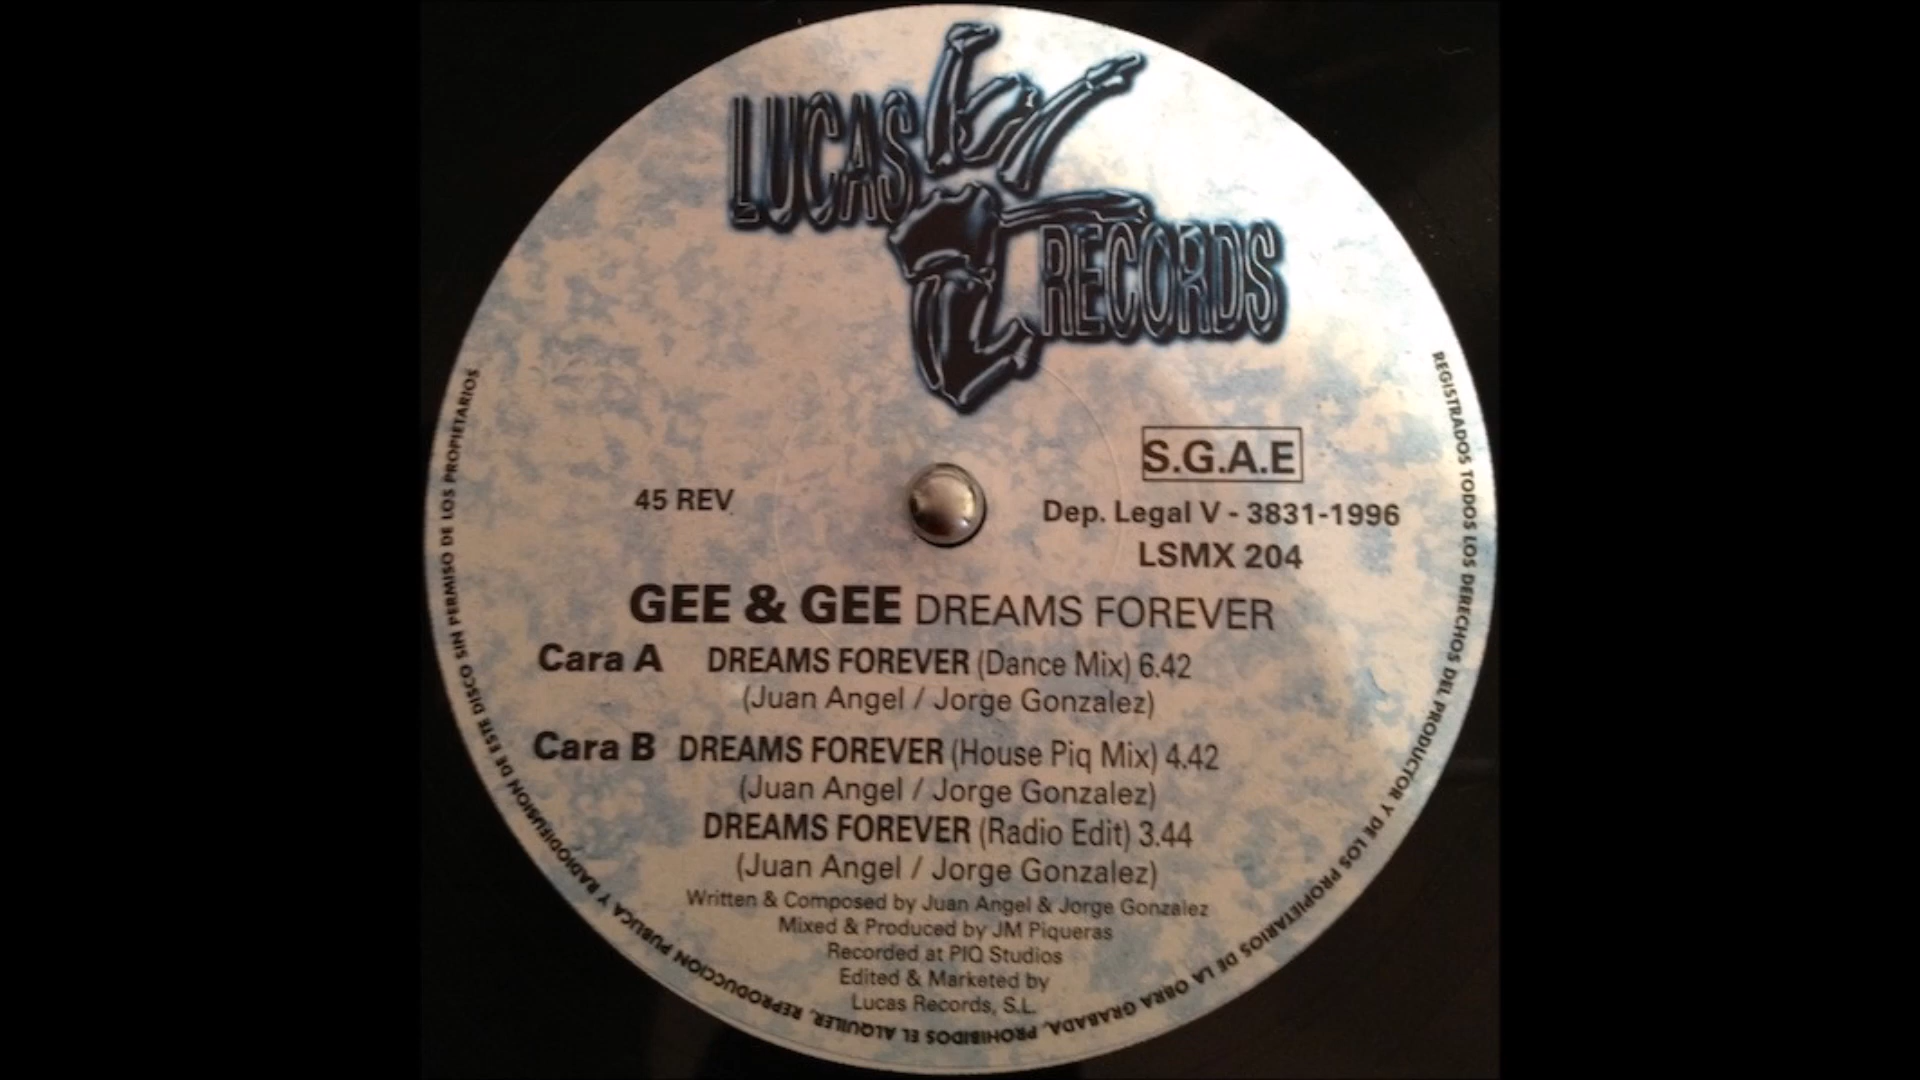 LUCAS
RECORDS
S.G.A.E
45 REV.
Dep. Legal V - 3831-1996
LSMX 204
GEE & GEE DREAMS FOREVER
Cara A DREAMS FOREVER (Dance Mix) 6.42
(Juan Angel / Jorge Gonzalez)
Cara B DREAMS FOREVER (House Piq Mix) 4.42
(Juan Angel / Jorge Gonzalez)
DREAMS FOREVER (Radio Edit) 3.44
(Juan Angel / Jorge Gonzalez)
Written & Composed by Juan Angel & Jorge Gonzalez
Mixed & Produced by JM Piqueras
Recorded at PIQ Studios
Edited & Marketed by
Lucas Records, S.L.
REGISTRADOS TODOS LOS DERECHOS DEL PRODUCTOR Y DE LOS PROPIETARIOS DE LA OBRA GRABADA. PROHIBIDOS EL ALQUILER, REPRODUCCION PUBLICA Y RADIODIFUSION DE ESTE DISCO SIN PERMISO DE LOS PROPIETARIOS